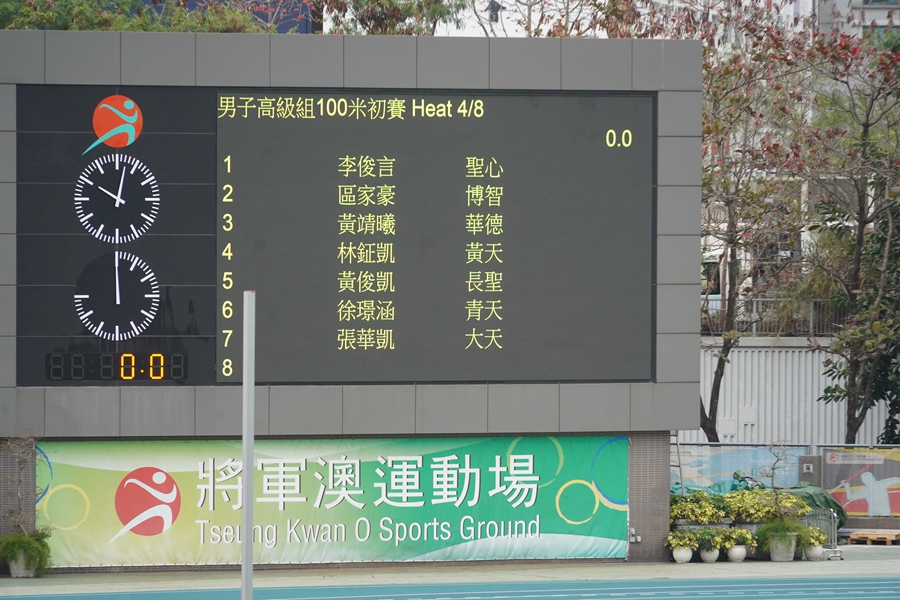 男子高級組100米初賽 Heat 4/8
0.0
1 李俊言 聖心
2 區家豪 博智
3 黃靖曦 華德
4 林鉦凱 黃天
5 黃俊凱 長聖
6 徐璟涵 青天
7 張華凱 大天
8
0.0
將軍澳運動場
Tseung Kwan O Sports Ground